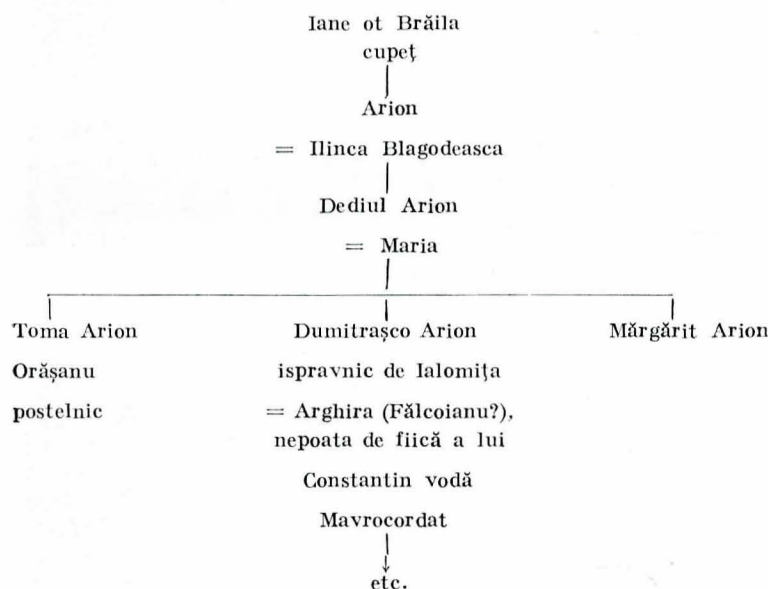 Iane ot Brăila
cupeţ
Arion
= Ilinca Blagodeasca
Dediul Arion
= Maria
Toma Arion
Orăşanu
postelnic
Dumitraşco Arion
ispravnic de Ialomiţa
= Arghira (Fălcoianu?),
nepoata de fiică a lui
Constantin vodă
Mavrocordat
etc.
Mărgărit Arion